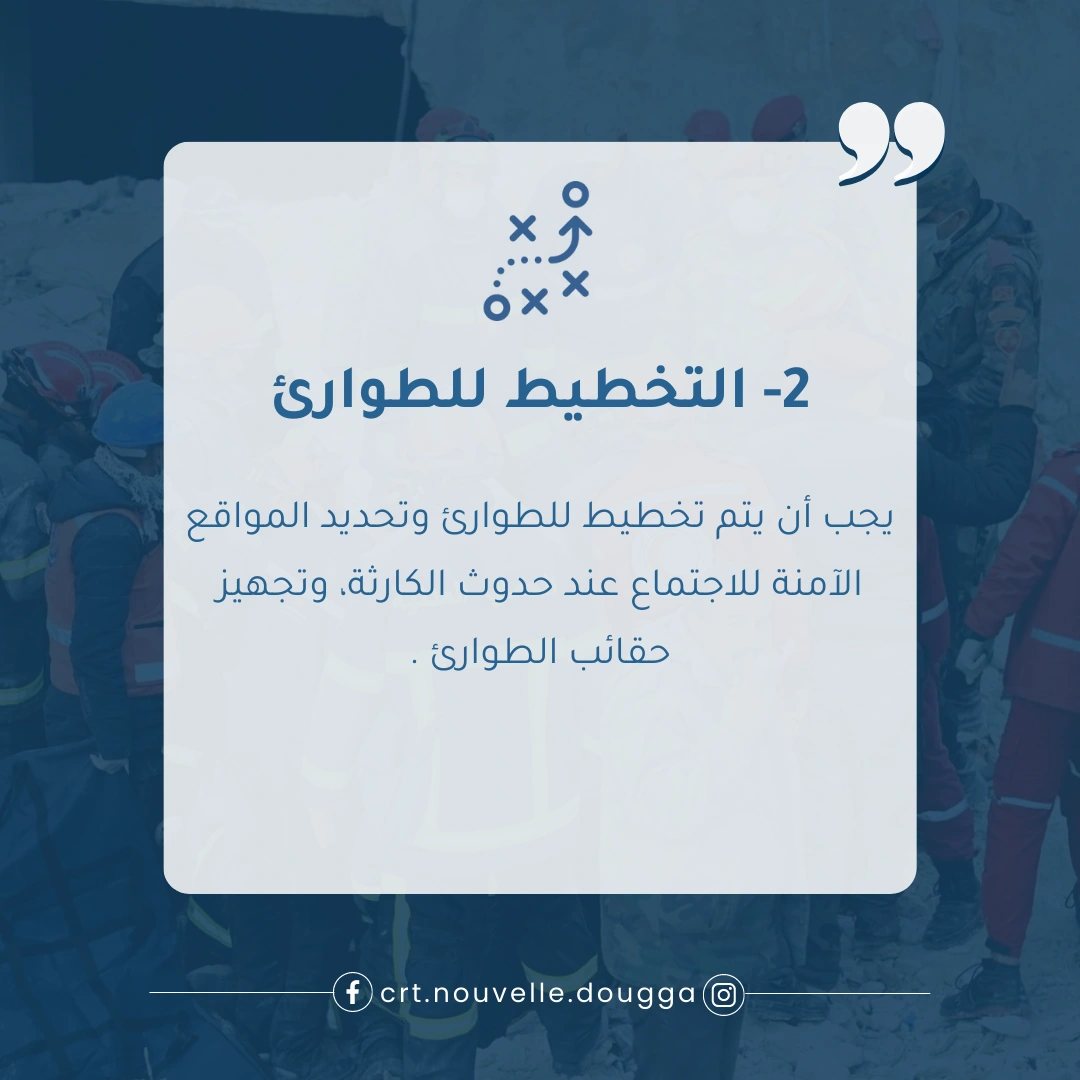 2- التخطيط للطوارئ
يجب أن يتم تخطيط للطوارئ وتحديد المواقع
الآمنة للاجتماع عند حدوث الكارثة، وتجهيز
حقائب الطوارئ .
crt.nouvelle.dougga